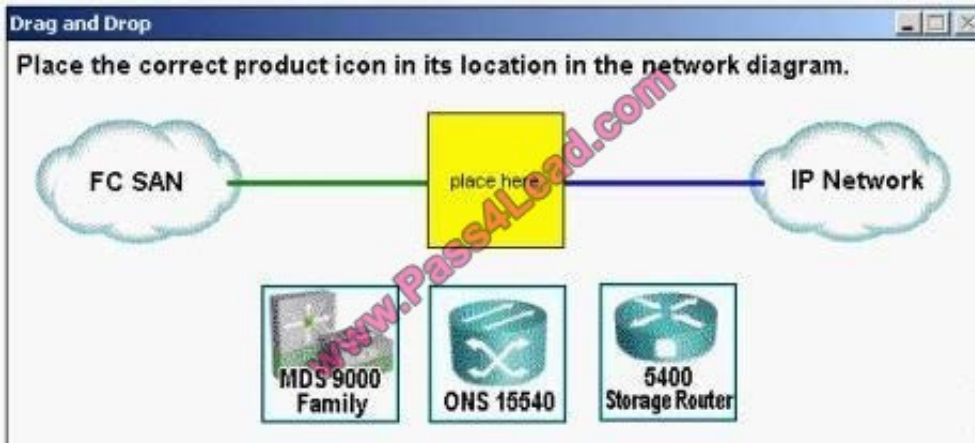 Drag and Drop
Place the correct product icon in its location in the network diagram.
FC SAN
place here
IP Network
www.Pass4Lead.com
MDS 9000
Family
ONS 15540
5400
Storage Router